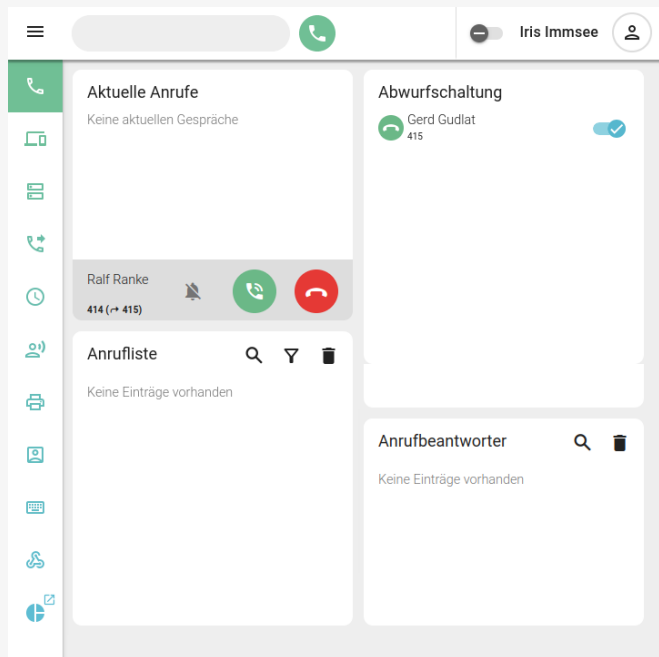 Iris Immsee
Aktuelle Anrufe
Keine aktuellen Gespräche
Ralf Ranke
414 (↱ 415)
Abwurfschaltung
Gerd Gudlat
415
Anrufliste
Keine Einträge vorhanden
Anrufbeantworter
Keine Einträge vorhanden